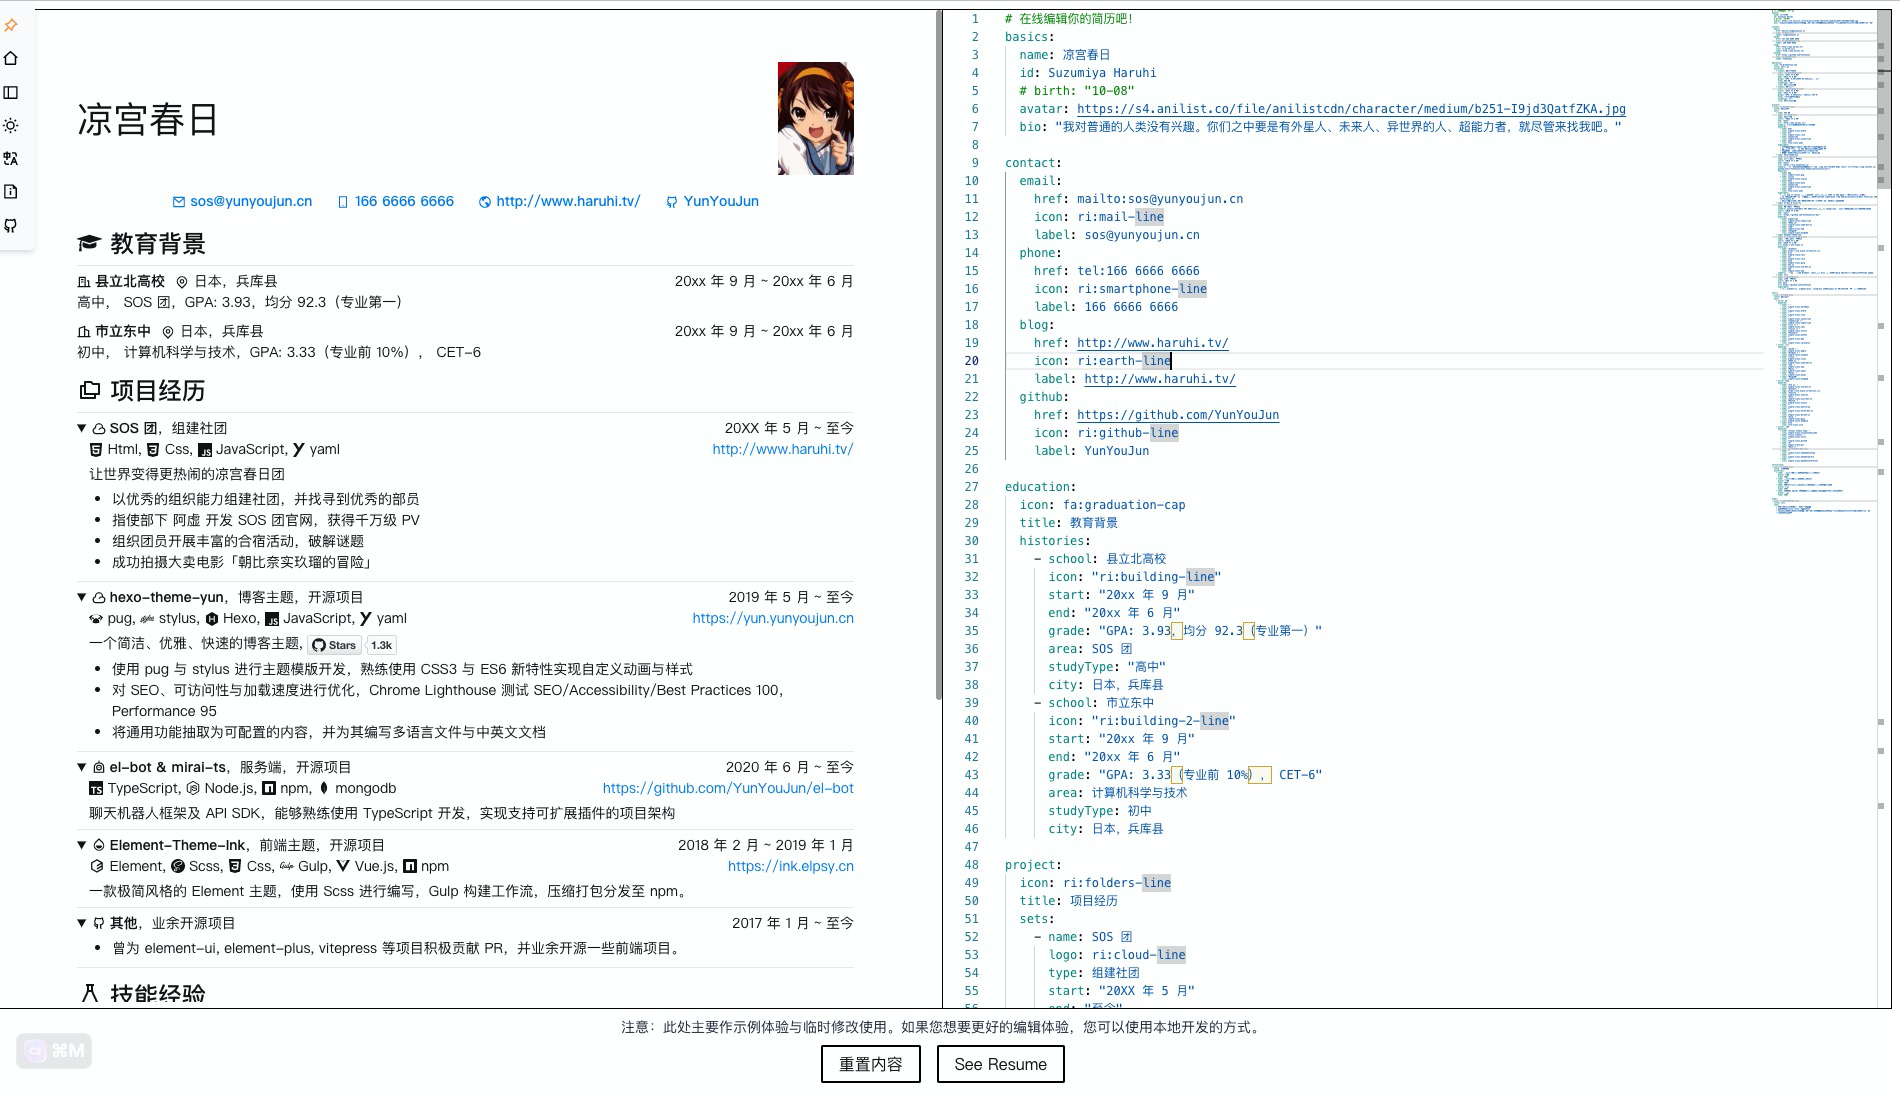 凉宫春日
sos@yunyoujun.cn 166 6666 6666 http://www.haruhi.tv/ YunYouJun
教育背景
县立北高校 日本，兵库县 20xx 年 9 月 ~ 20xx 年 6 月
高中， SOS 团，GPA: 3.93，均分 92.3（专业第一）
市立东中 日本，兵库县 20xx 年 9 月 ~ 20xx 年 6 月
初中， 计算机科学与技术，GPA: 3.33（专业前 10%）， CET-6
项目经历
SOS 团，组建社团 20XX 年 5 月 ~ 至今
Html, Css, JavaScript, yaml http://www.haruhi.tv/
让世界变得更热闹的凉宫春日团
• 以优秀的组织能力组建社团，并找寻到优秀的部员
• 指使部下 阿虚 开发 SOS 团官网，获得千万级 PV
• 组织团员开展丰富的合宿活动，破解谜题
• 成功拍摄大卖电影「朝比奈实玖瑠的冒险」
hexo-theme-yun，博客主题，开源项目 2019 年 5 月 ~ 至今
pug, stylus, Hexo, JavaScript, yaml https://yun.yunyoujun.cn
一个简洁、优雅、快速的博客主题, Stars 1.3k
• 使用 pug 与 stylus 进行主题模版开发，熟练使用 CSS3 与 ES6 新特性实现自定义动画与样式
• 对 SEO、可访问性与加载速度进行优化，Chrome Lighthouse 测试 SEO/Accessibility/Best Practices 100,
Performance 95
• 将通用功能抽取为可配置的内容，并为其编写多语言文件与中英文文档
el-bot & mirai-ts，服务端，开源项目 2020 年 6 月 ~ 至今
TypeScript, Node.js, npm, mongodb https://github.com/YunYouJun/el-bot
聊天机器人框架及 API SDK，能够熟练使用 TypeScript 开发，实现支持可扩展插件的项目架构
Element-Theme-Ink，前端主题，开源项目 2018 年 2 月 ~ 2019 年 1 月
Element, Scss, Css, Gulp, Vue.js, npm https://ink.elpsy.cn
一款极简风格的 Element 主题，使用 Scss 进行编写，Gulp 构建工作流，压缩打包分发至 npm。
其他，业余开源项目 2017 年 1 月 ~ 至今
• 曾为 element-ui, element-plus, vitepress 等项目积极贡献 PR，并业余开源一些前端项目。
技能经验
1 # 在线编辑你的简历吧！
2 basics:
3 name: 凉宫春日
4 id: Suzumiya Haruhi
5 # birth: "10-08"
6 avatar: https://s4.anilist.co/file/anilistcdn/character/medium/b251-I9jd3QatfZKA.jpg
7 bio: "我对普通的人类没有兴趣。你们之中要是有外星人、未来人、异世界的人、超能力者，就尽管来找我吧。"
8
9 contact:
10 email:
11 href: mailto:sos@yunyoujun.cn
12 icon: ri:mail-line
13 label: sos@yunyoujun.cn
14 phone:
15 href: tel:166 6666 6666
16 icon: ri:smartphone-line
17 label: 166 6666 6666
18 blog:
19 href: http://www.haruhi.tv/
20 icon: ri:earth-line
21 label: http://www.haruhi.tv/
22 github:
23 href: https://github.com/YunYouJun
24 icon: ri:github-line
25 label: YunYouJun
26
27 education:
28 icon: fa:graduation-cap
29 title: 教育背景
30 histories:
31 - school: 县立北高校
32 icon: "ri:building-line"
33 start: "20xx 年 9 月"
34 end: "20xx 年 6 月"
35 grade: "GPA: 3.93，均分 92.3（专业第一）"
36 area: SOS 团
37 studyType: "高中"
38 city: 日本，兵库县
39 - school: 市立东中
40 icon: "ri:building-2-line"
41 start: "20xx 年 9 月"
42 end: "20xx 年 6 月"
43 grade: "GPA: 3.33（专业前 10%）， CET-6"
44 area: 计算机科学与技术
45 studyType: 初中
46 city: 日本，兵库县
47
48 project:
49 icon: ri:folders-line
50 title: 项目经历
51 sets:
52 - name: SOS 团
53 logo: ri:cloud-line
54 type: 组建社团
55 start: "20XX 年 5 月"
56 end: "至今"
注意：此处主要作示例体验与临时修改使用。如果您想要更好的编辑体验，您可以使用本地开发的方式。
⌘M
重置内容 See Resume